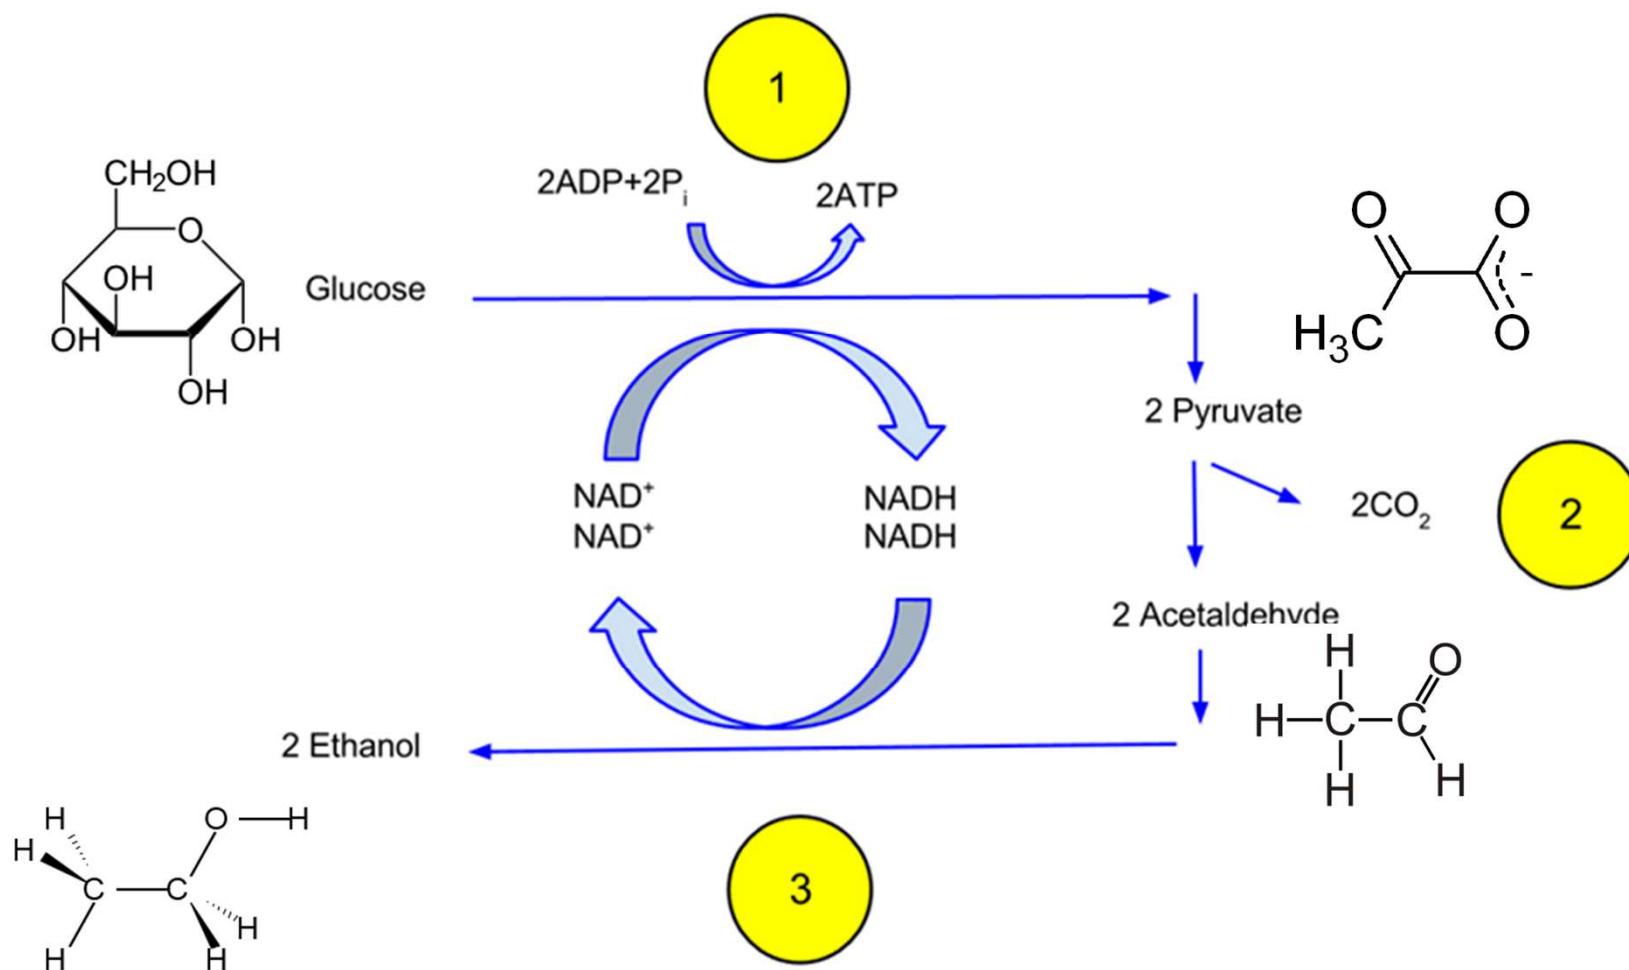 1
2ADP+2Pi
2ATP
CH2OH
O
OH
OH
OH
OH
Glucose
O
O
-
H3C
O
2 Pyruvate
NAD+
NADH
NAD+
NADH
2CO2
2
2 Acetaldehyde
H
O
H
C
C
H
H
2 Ethanol
O
H
H
H
C
C
H
H
H
3